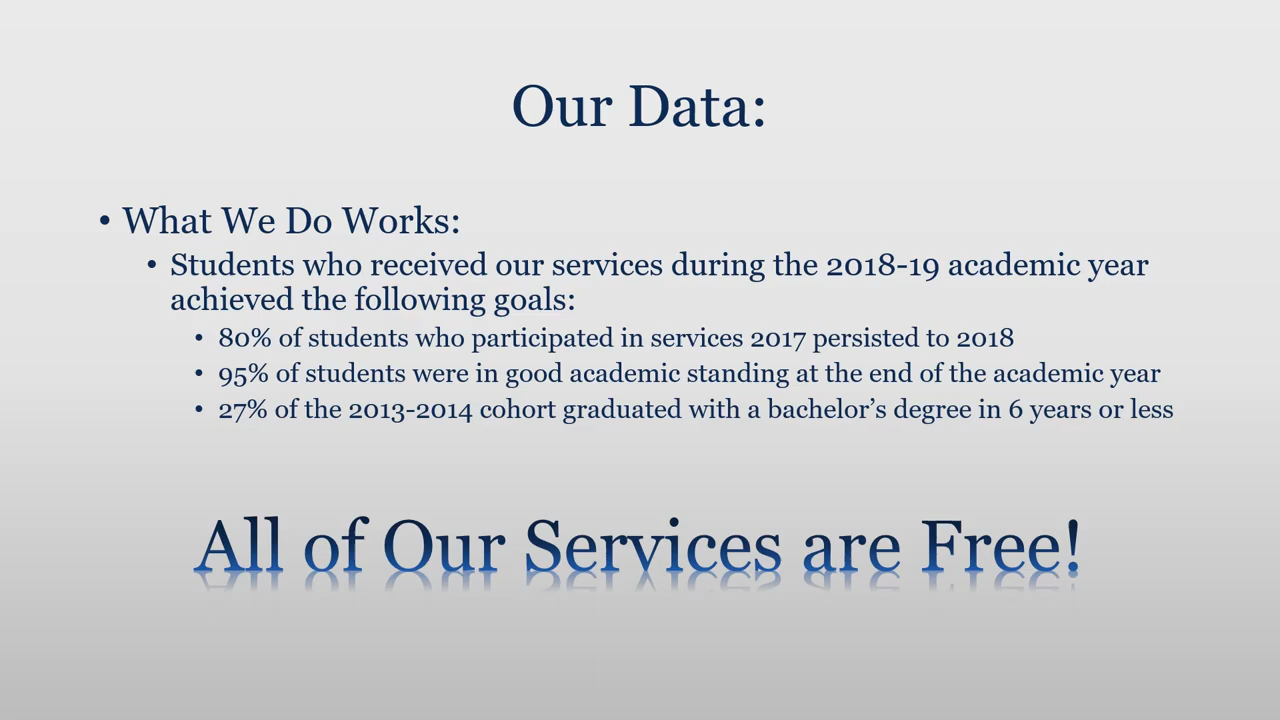 Our Data:
• What We Do Works:
• Students who received our services during the 2018-19 academic year
achieved the following goals:
• 80% of students who participated in services 2017 persisted to 2018
• 95% of students were in good academic standing at the end of the academic year
• 27% of the 2013-2014 cohort graduated with a bachelor’s degree in 6 years or less
All of Our Services are Free!